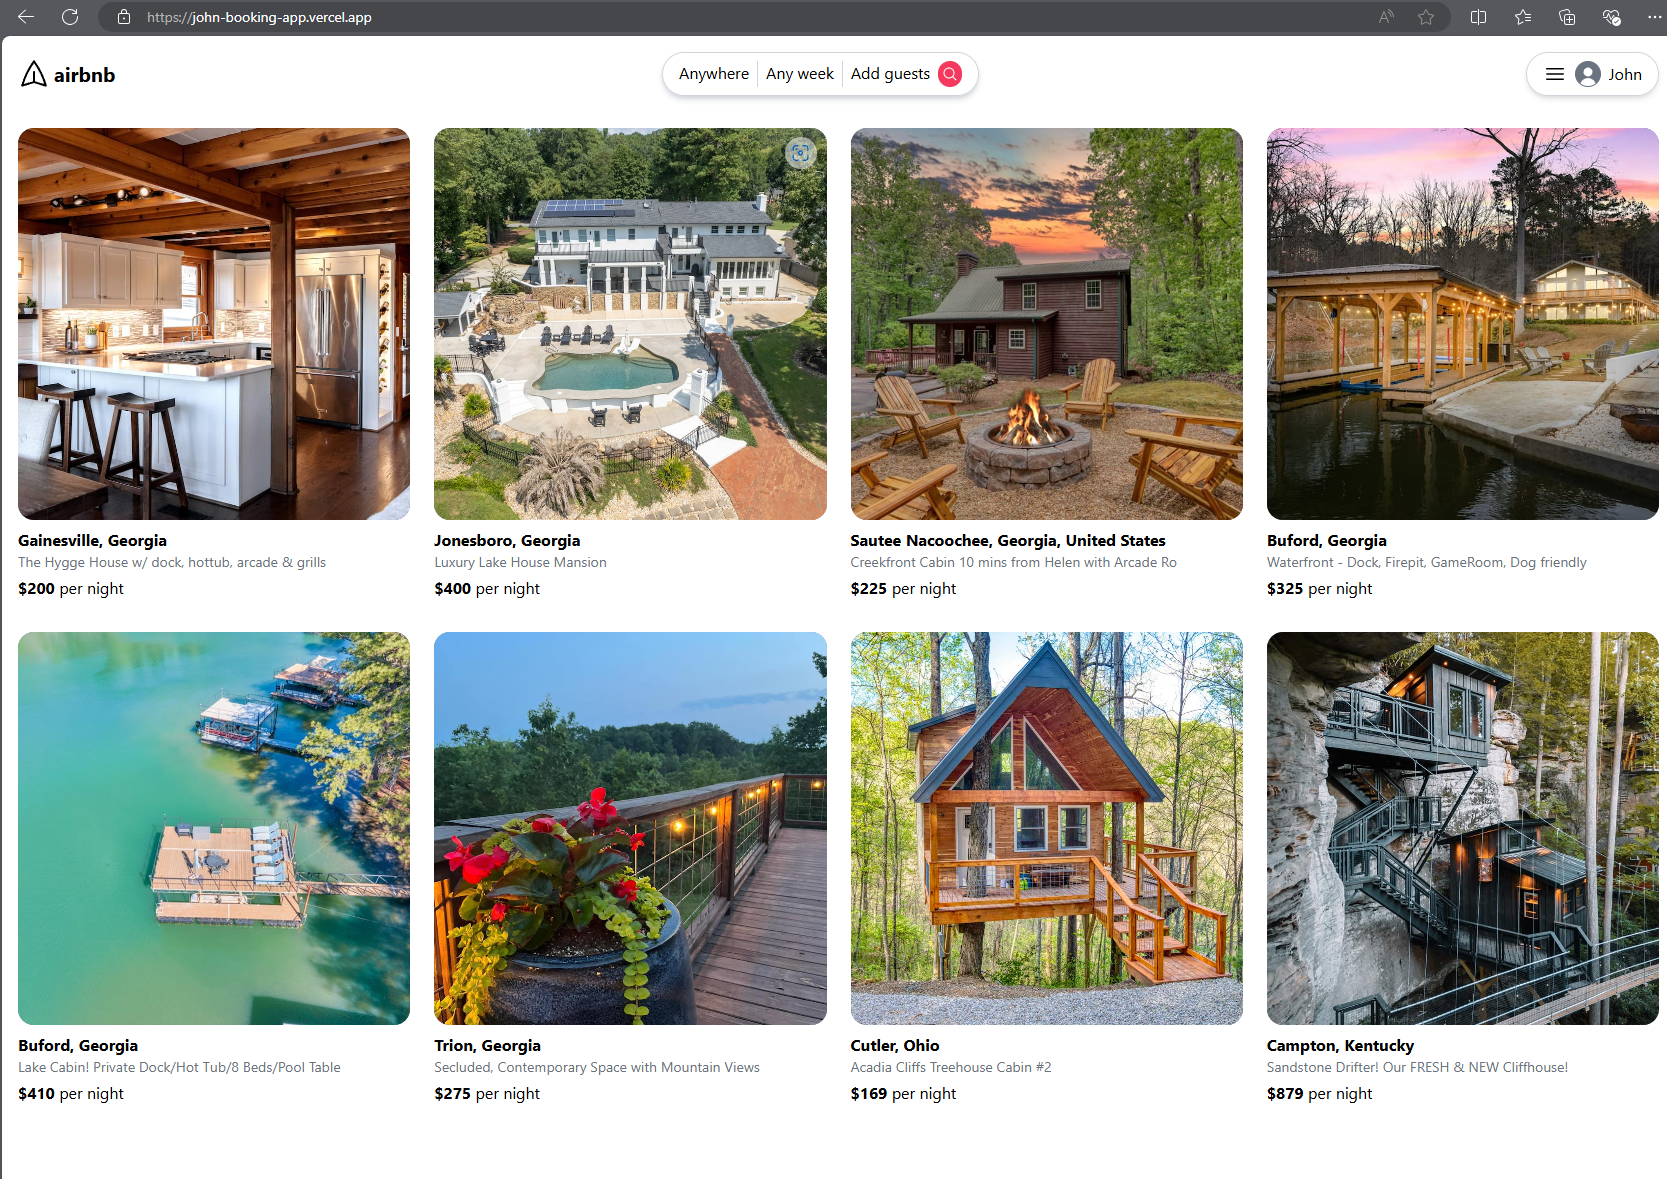 https://john-booking-app.vercel.app
airbnb
Anywhere Any week Add guests
John
Gainesville, Georgia
The Hygge House w/ dock, hottub, arcade & grills
$200 per night
Jonesboro, Georgia
Luxury Lake House Mansion
$400 per night
Sautee Nacoochee, Georgia, United States
Creekfront Cabin 10 mins from Helen with Arcade Ro
$225 per night
Buford, Georgia
Waterfront - Dock, Firepit, GameRoom, Dog friendly
$325 per night
Buford, Georgia
Lake Cabin! Private Dock/Hot Tub/8 Beds/Pool Table
$410 per night
Trion, Georgia
Secluded, Contemporary Space with Mountain Views
$275 per night
Cutler, Ohio
Acadia Cliffs Treehouse Cabin #2
$169 per night
Campton, Kentucky
Sandstone Drifter! Our FRESH & NEW Cliffhouse!
$879 per night